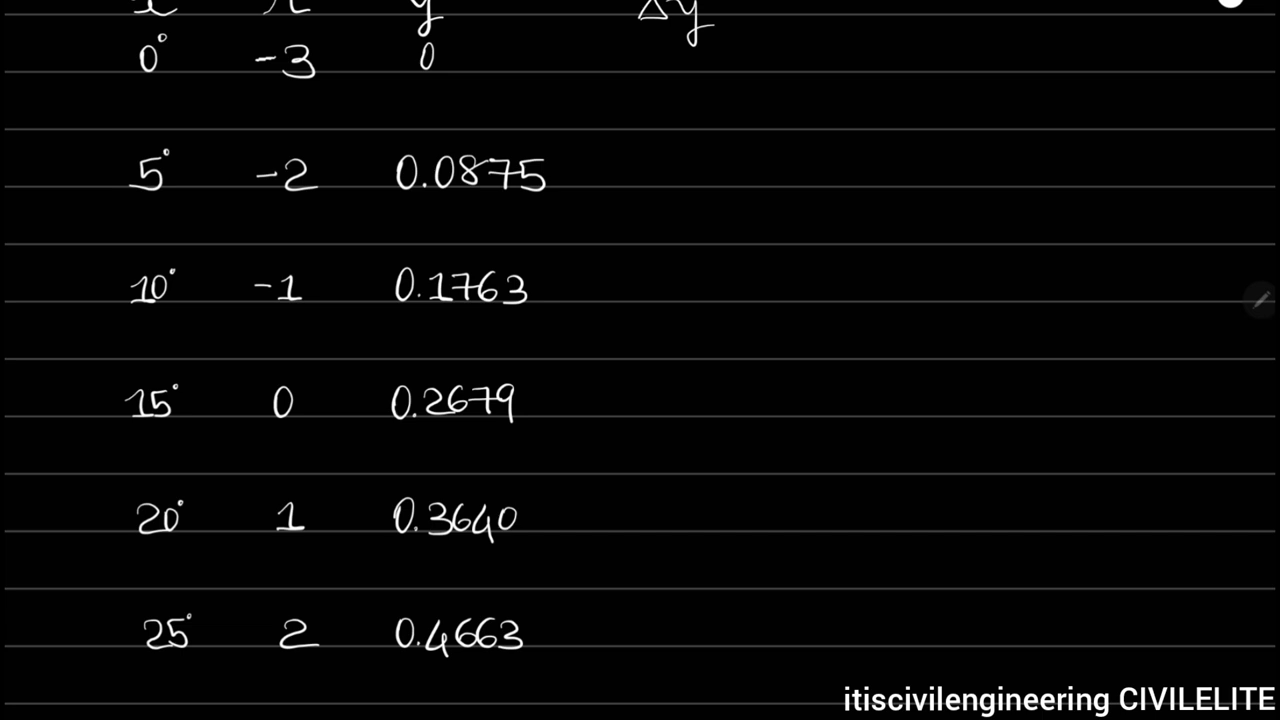 x r y Δy
0° -3 0
5° -2 0.0875
10° -1 0.1763
15° 0 0.2679
20° 1 0.3640
25° 2 0.4663
itiscivilengineering CIVILELITE